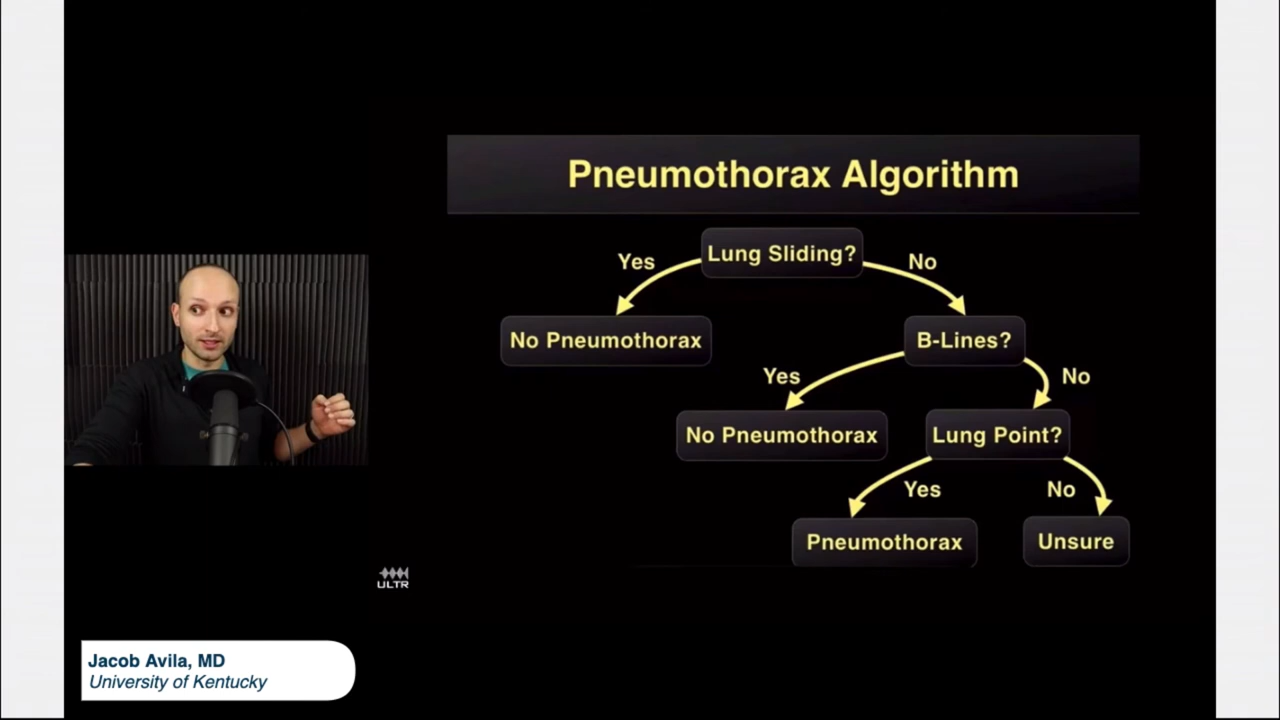 Pneumothorax Algorithm
Lung Sliding?
Yes
No
No Pneumothorax
B-Lines?
Yes
No
No Pneumothorax
Lung Point?
Yes
No
Pneumothorax
Unsure
ULTR
Jacob Avila, MD
University of Kentucky